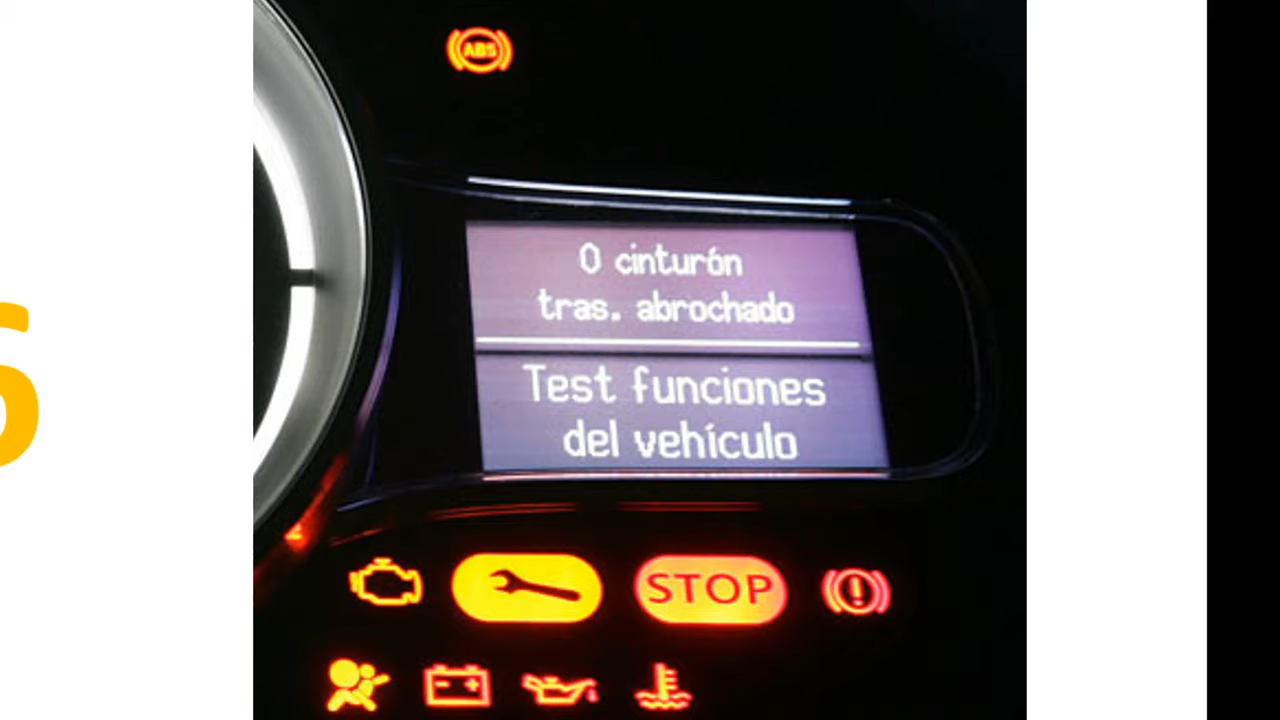 ABS
0 cinturón
tras. abrochado
Test funciones
del vehículo
STOP